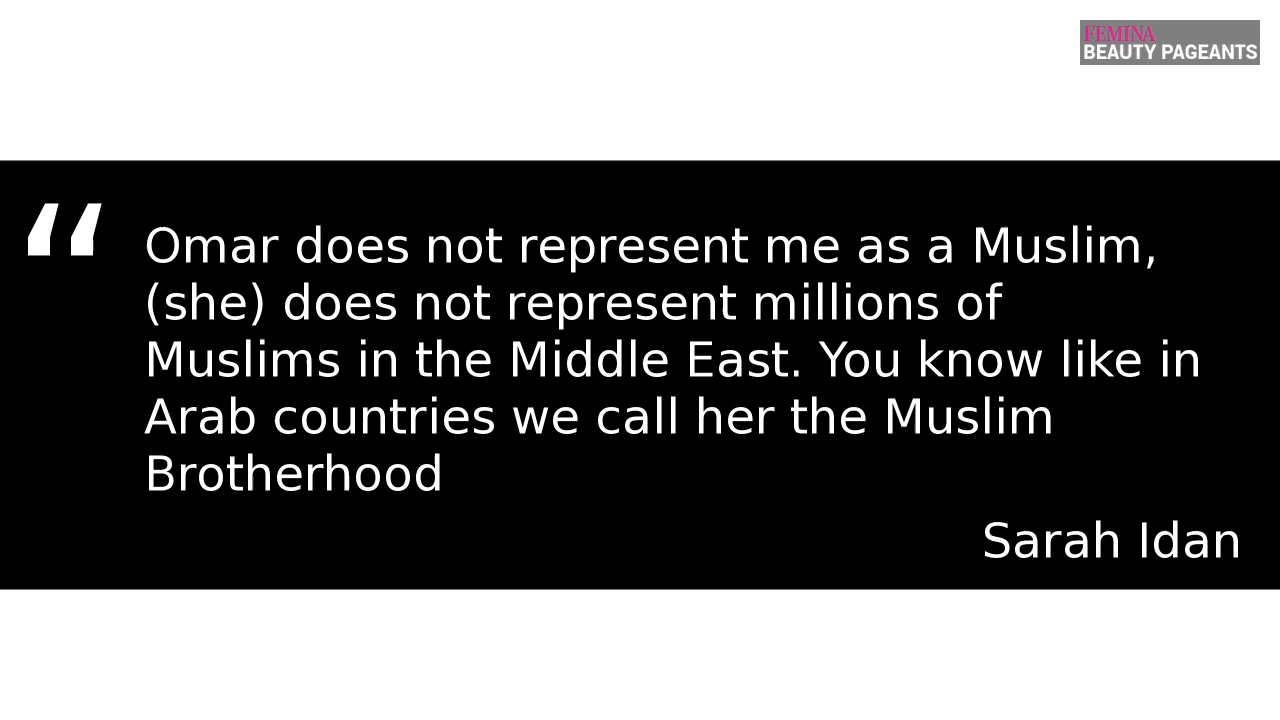 FEMINA
BEAUTY PAGEANTS
“
Omar does not represent me as a Muslim,
(she) does not represent millions of
Muslims in the Middle East. You know like in
Arab countries we call her the Muslim
Brotherhood
Sarah Idan